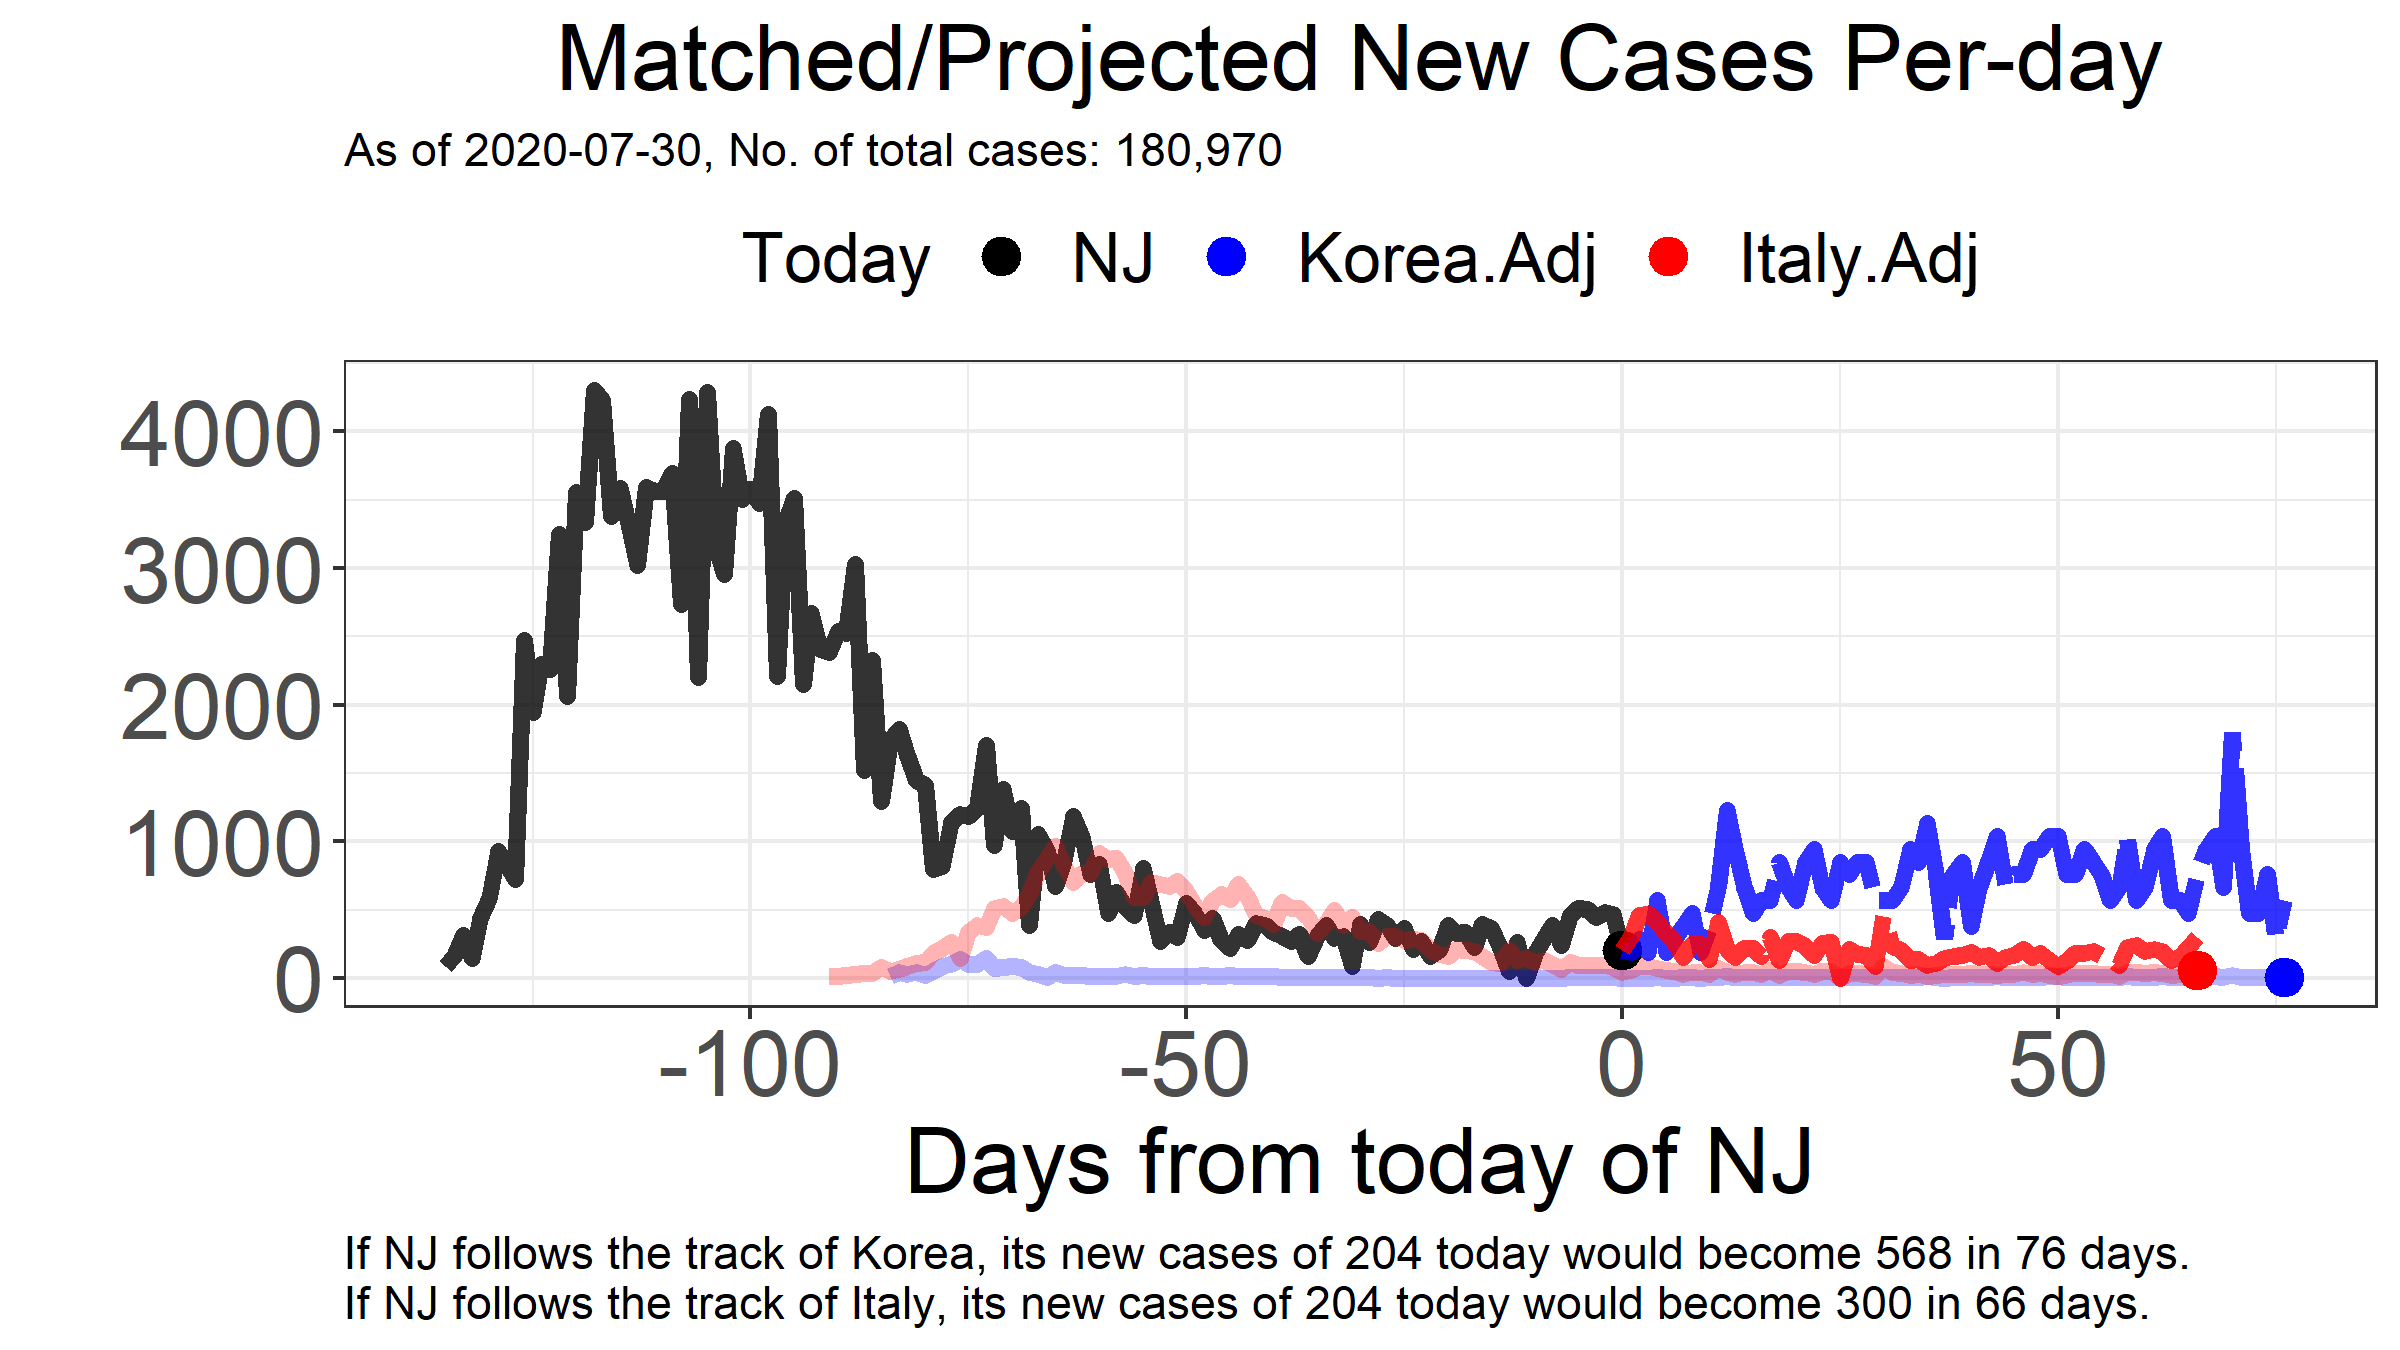 Matched/Projected New Cases Per-day
As of 2020-07-30, No. of total cases: 180,970
Today NJ Korea.Adj Italy.Adj
4000
3000
2000
1000
0
-100 -50 0 50
Days from today of NJ
If NJ follows the track of Korea, its new cases of 204 today would become 568 in 76 days.
If NJ follows the track of Italy, its new cases of 204 today would become 300 in 66 days.